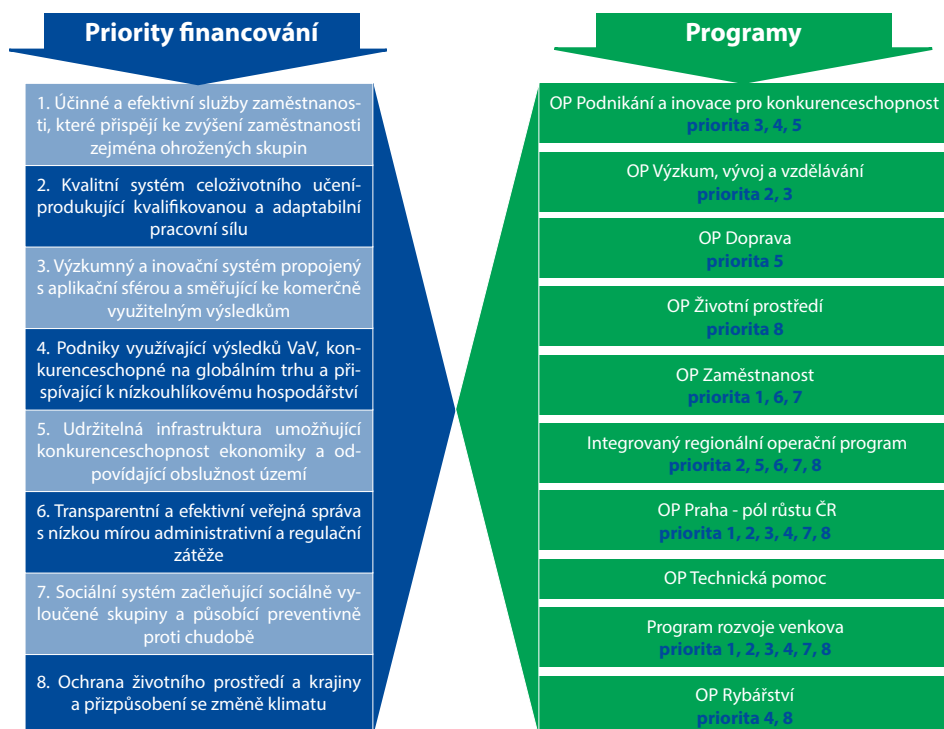 Priority financování
1. Účinné a efektivní služby zaměstnanos-
ti, které přispějí ke zvýšení zaměstnanosti
zejména ohrožených skupin
2. Kvalitní systém celoživotního učení-
produkující kvalifikovanou a adaptabilní
pracovní sílu
3. Výzkumný a inovační systém propojený
s aplikační sférou a směřující ke komerčně
využitelným výsledkům
4. Podniky využívající výsledků VaV, kon-
kurenceschopné na globálním trhu a při-
spívající k nízkouhlíkovému hospodářství
5. Udržitelná infrastruktura umožňující
konkurenceschopnost ekonomiky a od-
povídající obslužnost území
6. Transparentní a efektivní veřejná správa
s nízkou mírou administrativní a regulační
zátěže
7. Sociální systém začleňující sociálně vy-
loučené skupiny a působící preventivně
proti chudobě
8. Ochrana životního prostředí a krajiny
a přizpůsobení se změně klimatu
Programy
OP Podnikání a inovace pro konkurenceschopnost
priorita 3, 4, 5
OP Výzkum, vývoj a vzdělávání
priorita 2, 3
OP Doprava
priorita 5
OP Životní prostředí
priorita 8
OP Zaměstnanost
priorita 1, 6, 7
Integrovaný regionální operační program
priorita 2, 5, 6, 7, 8
OP Praha - pól růstu ČR
priorita 1, 2, 3, 4, 7, 8
OP Technická pomoc
Program rozvoje venkova
priorita 1, 2, 3, 4, 7, 8
OP Rybářství
priorita 4, 8